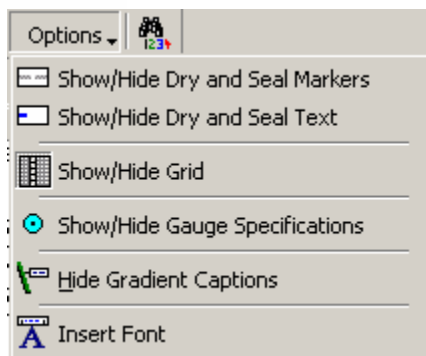 Options
123
Show/Hide Dry and Seal Markers
Show/Hide Dry and Seal Text
Show/Hide Grid
Show/Hide Gauge Specifications
Hide Gradient Captions
A Insert Font